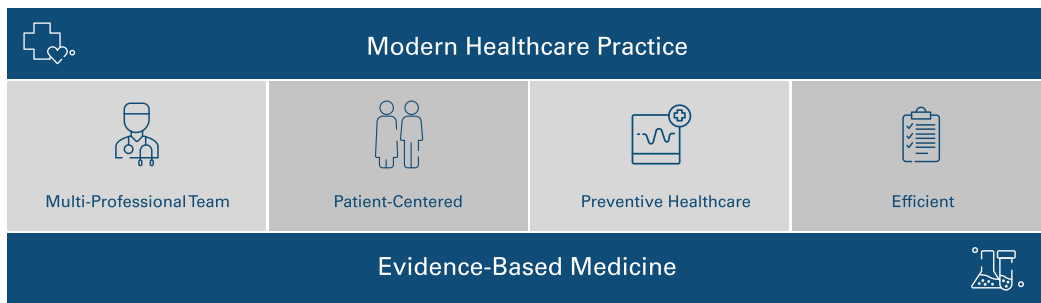 Modern Healthcare Practice
Multi-Professional Team
Patient-Centered
Preventive Healthcare
Efficient
Evidence-Based Medicine